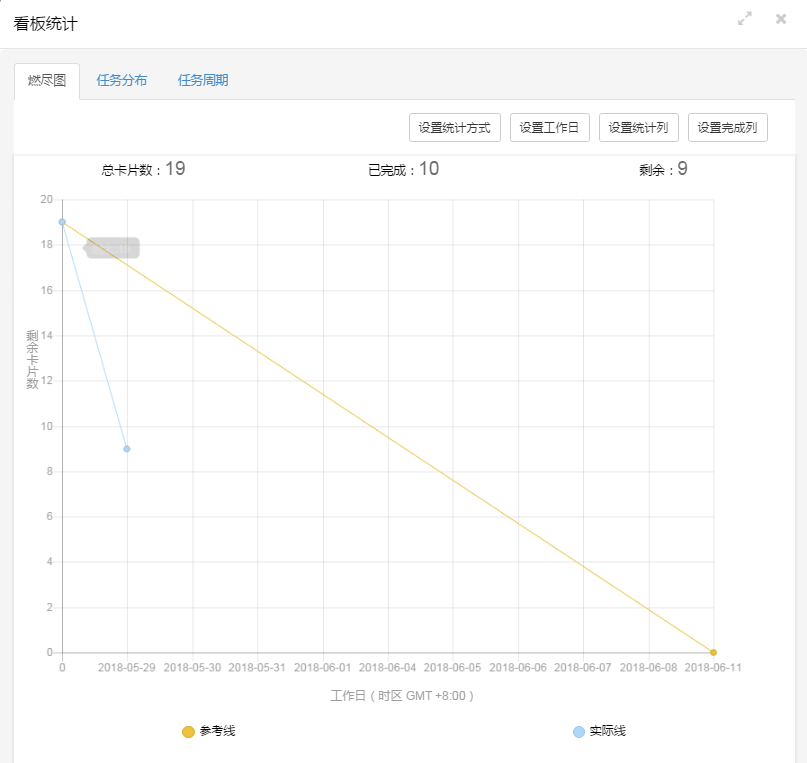 看板统计
燃尽图 任务分布 任务周期
设置统计方式 设置工作日 设置统计列 设置完成列
总卡片数：19 已完成：10 剩余：9
20
18
16
14
12
10
8
6
4
2
0
剩余卡片数
0 2018-05-29 2018-05-30 2018-05-31 2018-06-01 2018-06-04 2018-06-05 2018-06-06 2018-06-07 2018-06-08 2018-06-11
工作日（时区 GMT +8:00）
参考线 实际线